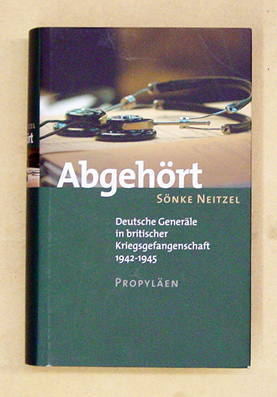 Abgehört
SÖNKE NEITZEL
Deutsche Generäle
in britischer
Kriegsgefangenschaft
1942-1945
PROPYLÄEN